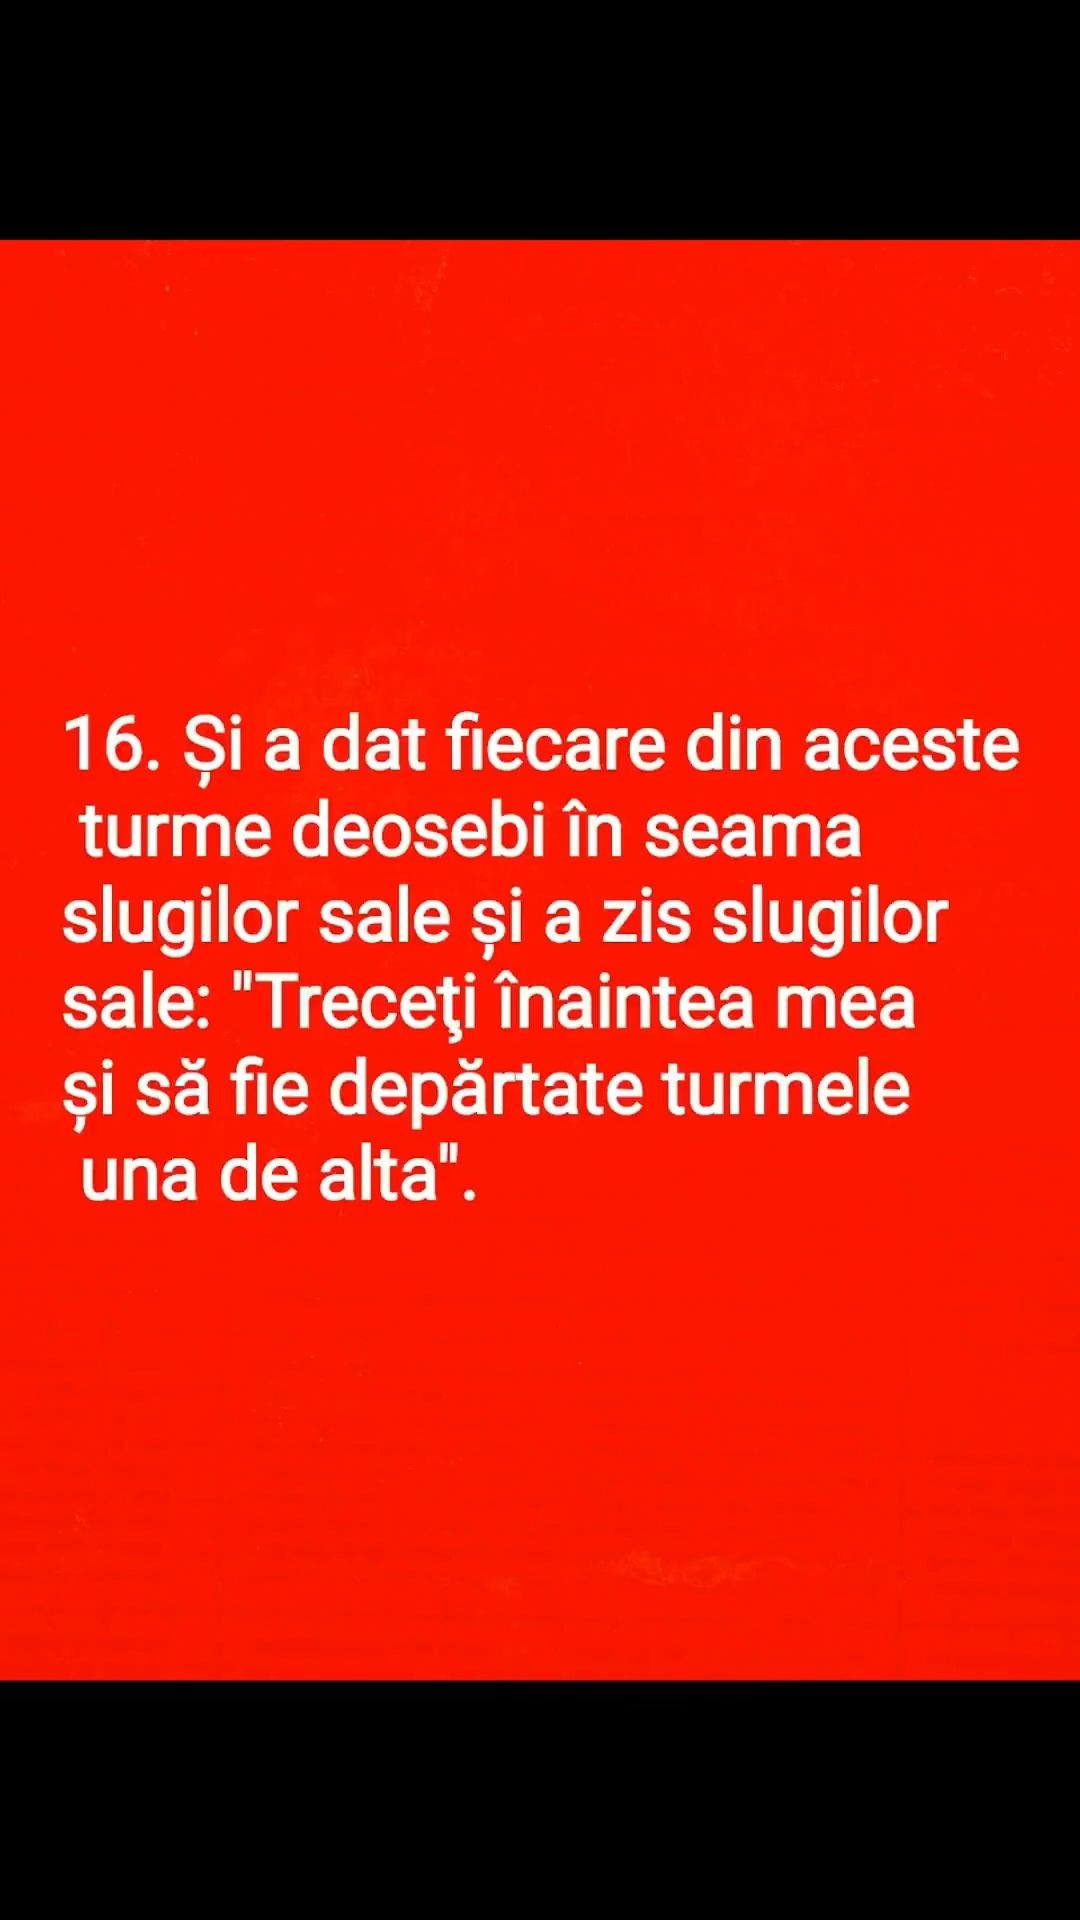 16. Și a dat fiecare din aceste
turme deosebi în seama
slugilor sale și a zis slugilor
sale: "Treceţi înaintea mea
și să fie depărtate turmele
una de alta".